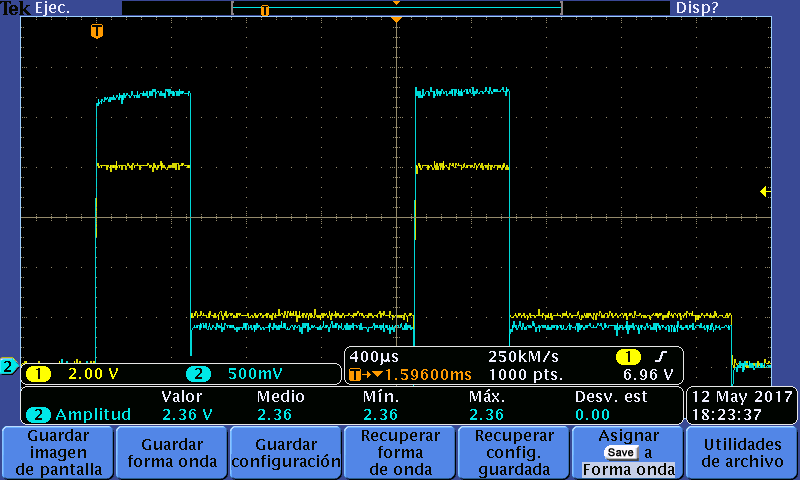 Tek Ejec. Disp?
T
T
2
400µs 250kM/s 1
1 2.00 V 2 500mV T→▼1.59600ms 1000 pts. 6.96 V
Valor Medio Mín. Máx. Desv. est 12 May 2017
2 Amplitud 2.36 V 2.36 2.36 2.36 0.00 18:23:37
Guardar
imagen
de pantalla
Guardar
forma onda
Guardar
configuración
Recuperar
forma
de onda
Recuperar
config.
guardada
Asignar
Save a
Forma onda
Utilidades
de archivo